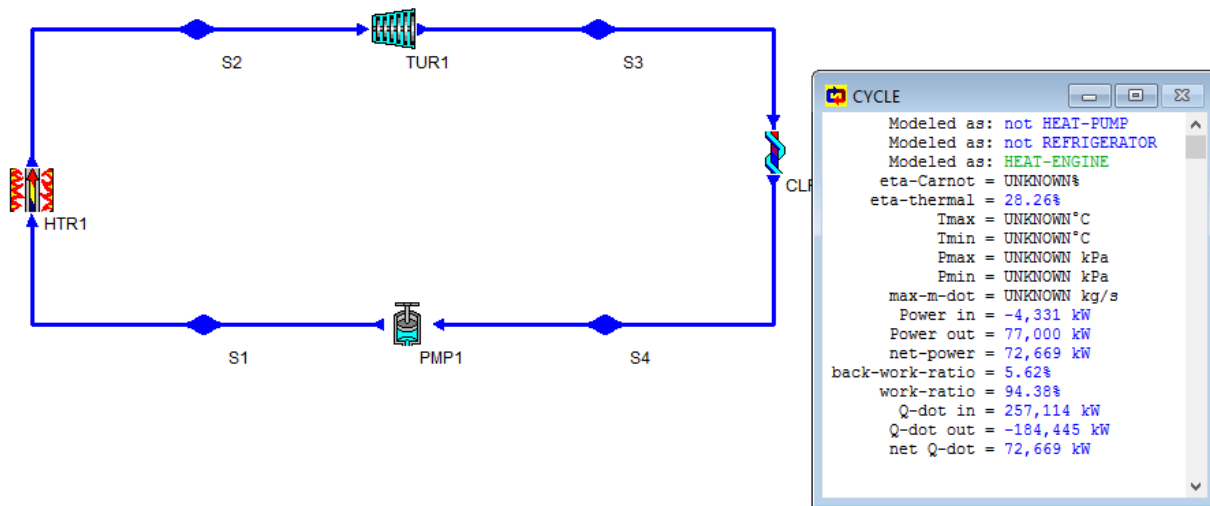 S2
TUR1
S3
CYCLE
Modeled as: not HEAT-PUMP
Modeled as: not REFRIGERATOR
Modeled as: HEAT-ENGINE
eta-Carnot = UNKNOWN%
eta-thermal = 28.26%
Tmax = UNKNOWN°C
Tmin = UNKNOWN°C
Pmax = UNKNOWN kPa
Pmin = UNKNOWN kPa
max-m-dot = UNKNOWN kg/s
Power in = -4,331 kW
Power out = 77,000 kW
net-power = 72,669 kW
back-work-ratio = 5.62%
work-ratio = 94.38%
Q-dot in = 257,114 kW
Q-dot out = -184,445 kW
net Q-dot = 72,669 kW
HTR1
S1
PMP1
S4